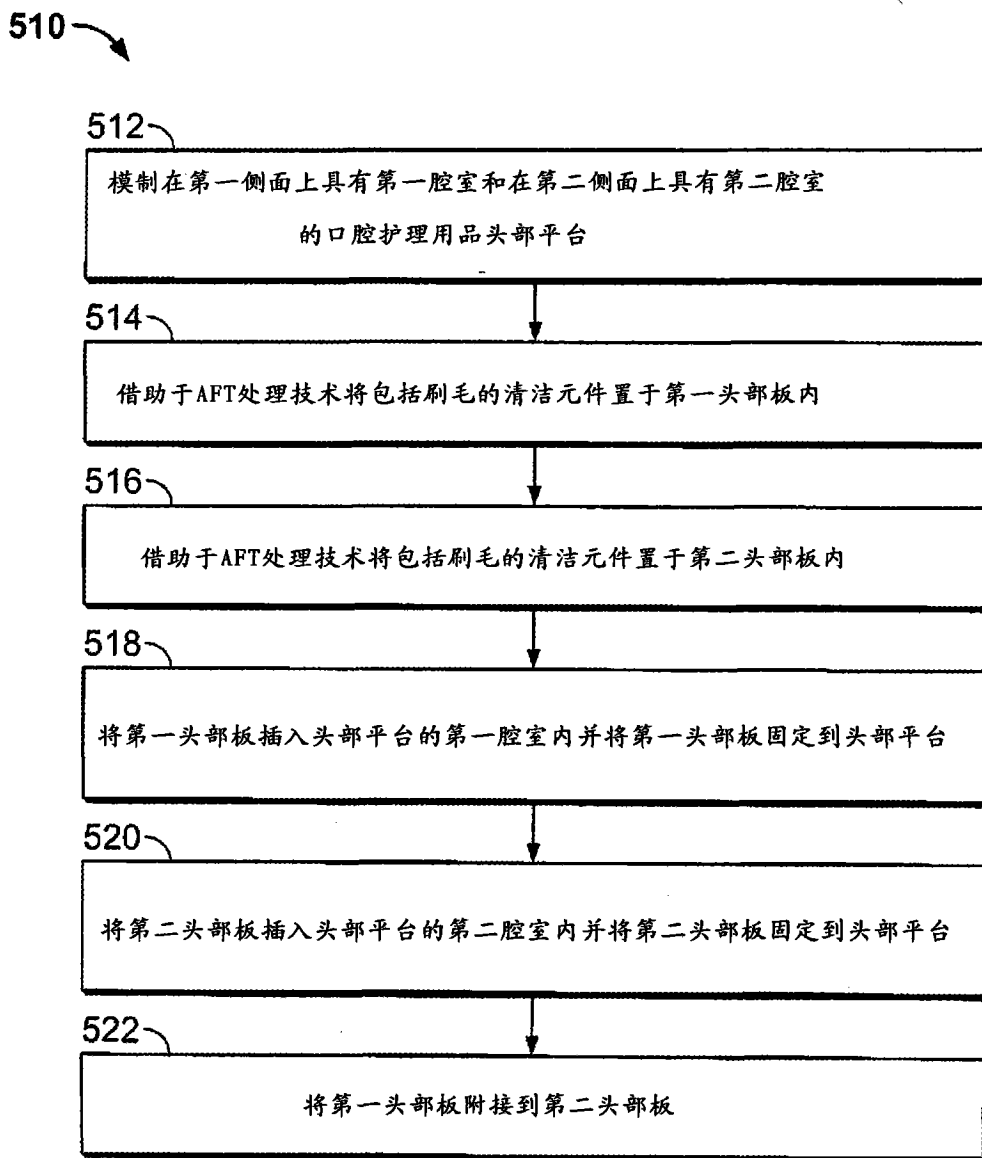 510
512
模制在第一侧面上具有第一腔室和在第二侧面上具有第二腔室
的口腔护理用品头部平台
514
借助于AFT处理技术将包括刷毛的清洁元件置于第一头部板内
516
借助于AFT处理技术将包括刷毛的清洁元件置于第二头部板内
518
将第一头部板插入头部平台的第一腔室内并将第一头部板固定到头部平台
520
将第二头部板插入头部平台的第二腔室内并将第二头部板固定到头部平台
522
将第一头部板附接到第二头部板